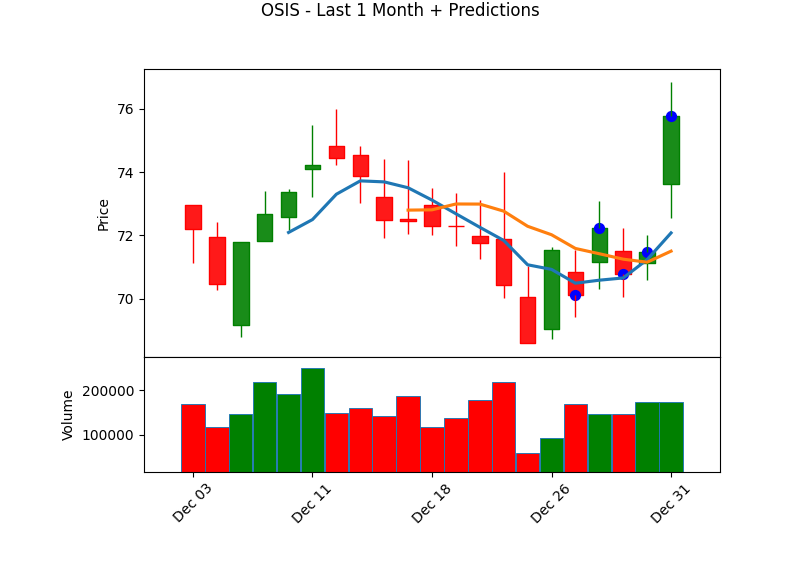 OSIS - Last 1 Month + Predictions
76
74
72
70
Price
200000
100000
Volume
Dec 03
Dec 11
Dec 18
Dec 26
Dec 31